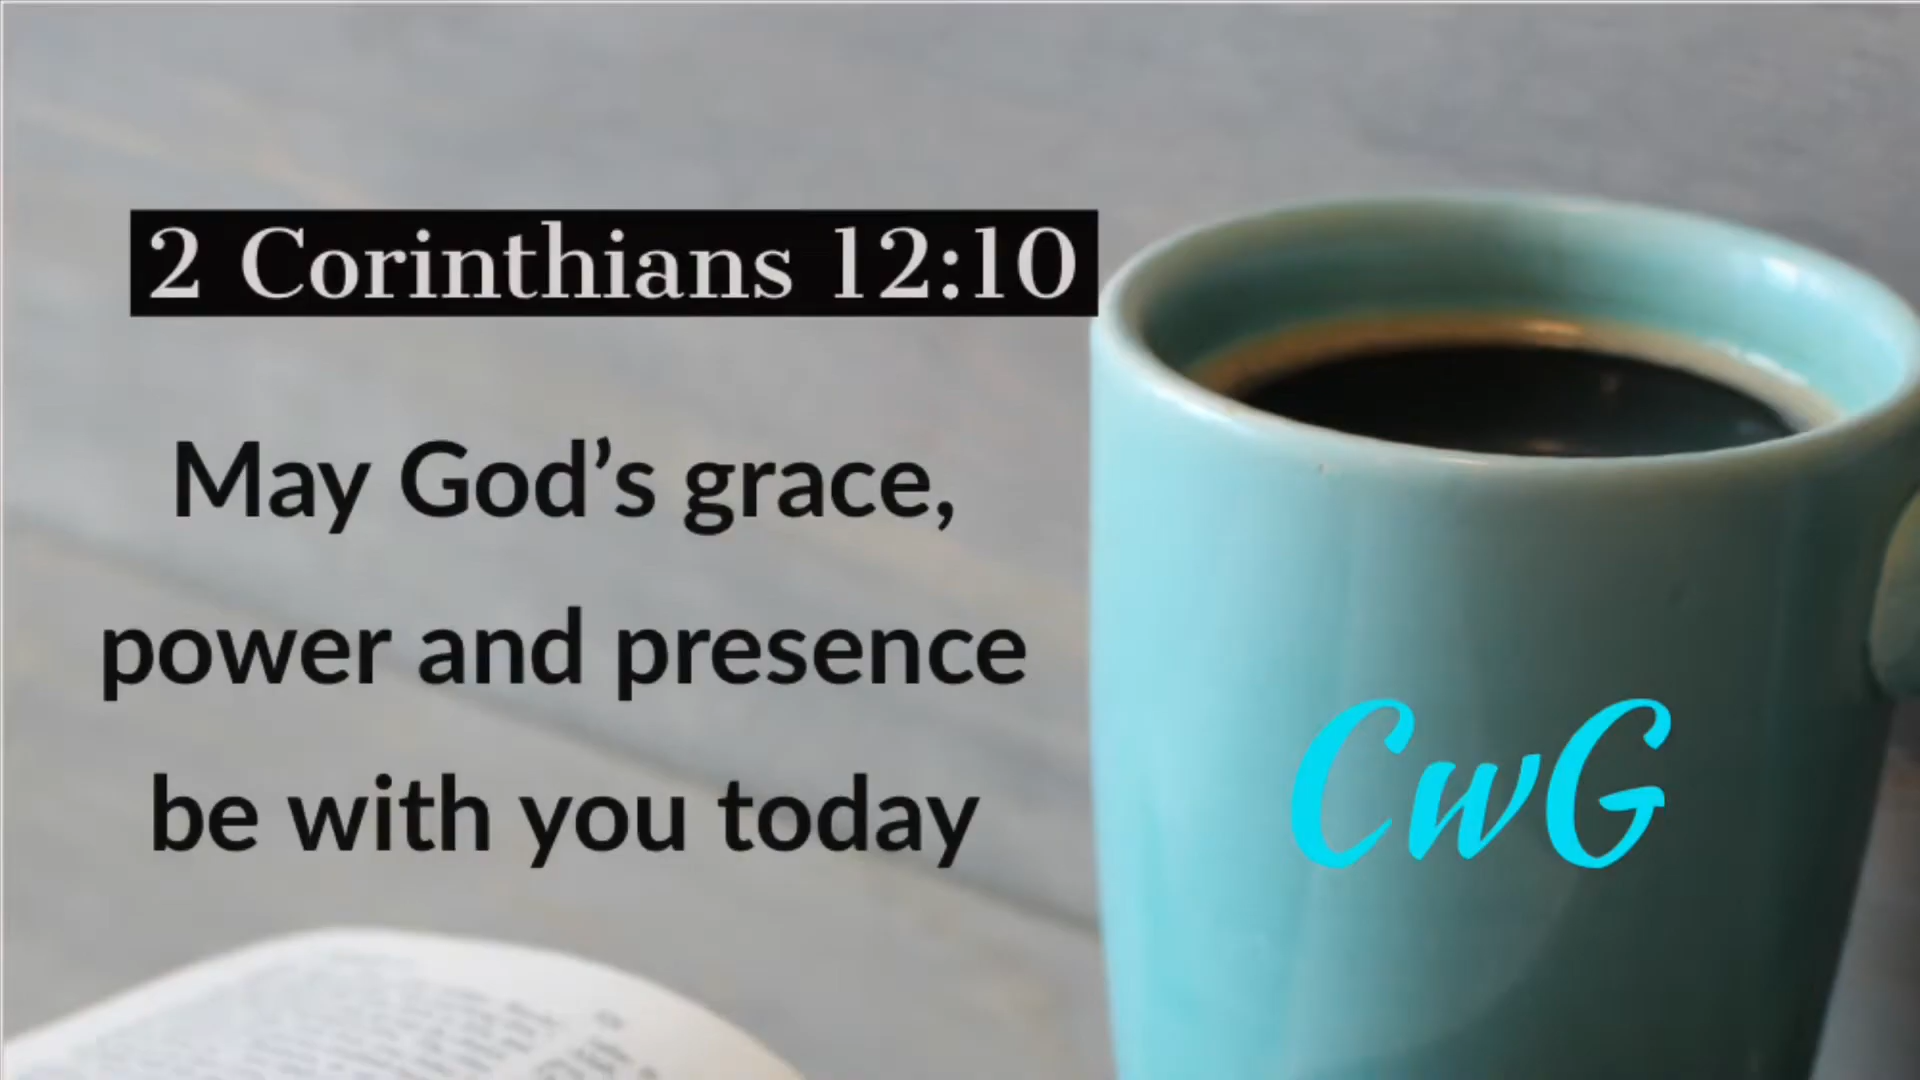 2 Corinthians 12:10
May God’s grace,
power and presence
be with you today
CwG